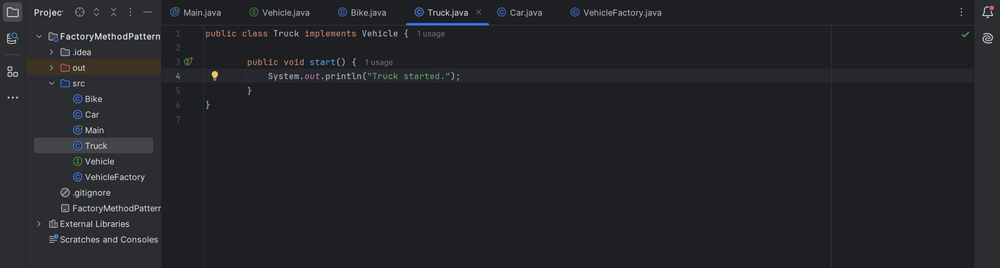 Project
FactoryMethodPattern
.idea
out
src
Bike
Car
Main
Truck
Vehicle
VehicleFactory
.gitignore
FactoryMethodPattern
External Libraries
Scratches and Consoles
Main.java
Vehicle.java
Bike.java
Truck.java
Car.java
VehicleFactory.java
1 public class Truck implements Vehicle { 1 usage
2
3 public void start() { 1 usage
4 System.out.println("Truck started.");
5 }
6 }
7